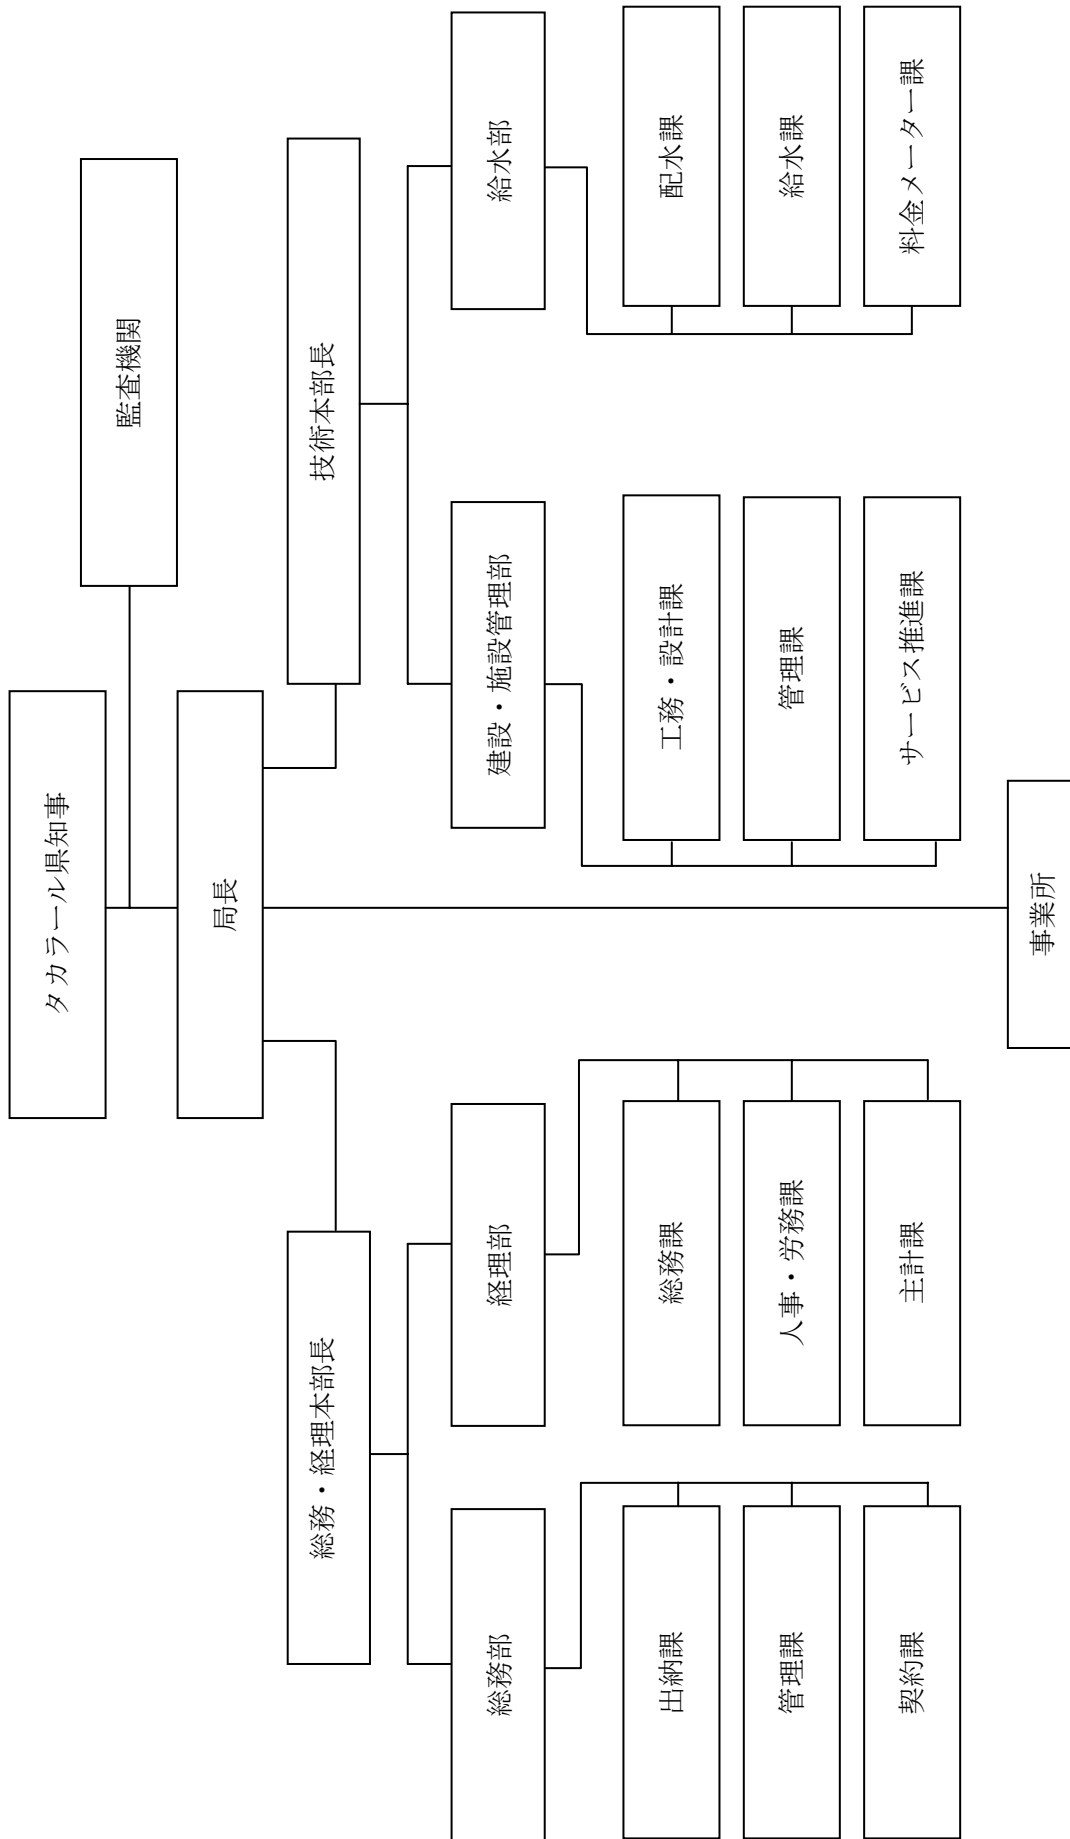 タカラール県知事
監査機関
局長
総務・経理本部長
技術本部長
総務部
経理部
建設・施設管理部
給水部
出納課
総務課
工務・設計課
配水課
管理課
人事・労務課
管理課
給水課
契約課
主計課
サービス推進課
料金メーター課
事業所